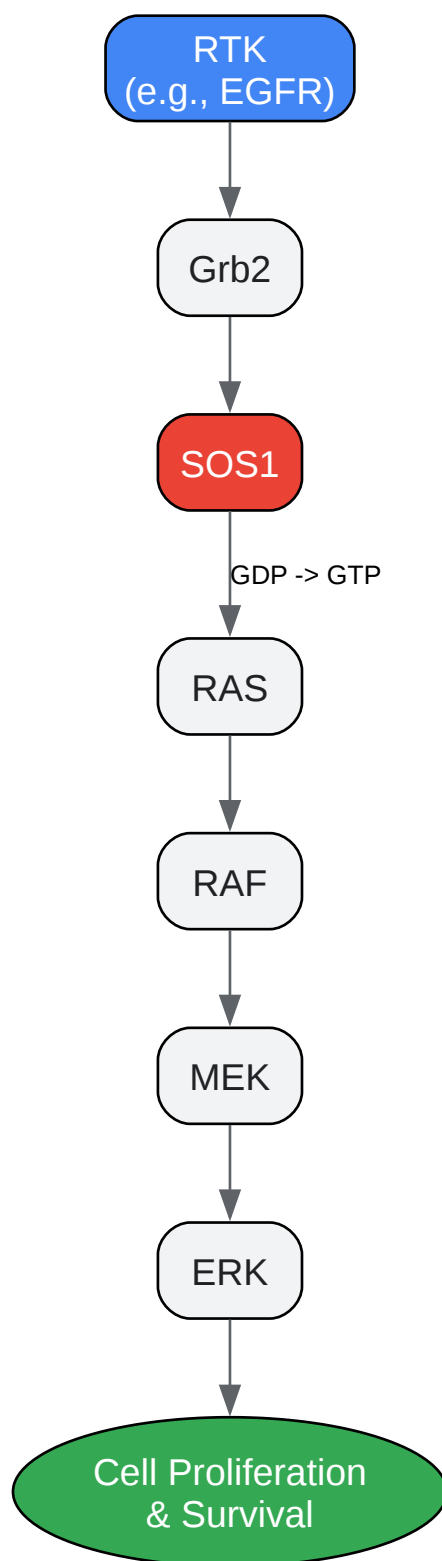 RTK
(e.g., EGFR)
Grb2
SOS1
GDP -> GTP
RAS
RAF
MEK
ERK
Cell Proliferation
& Survival